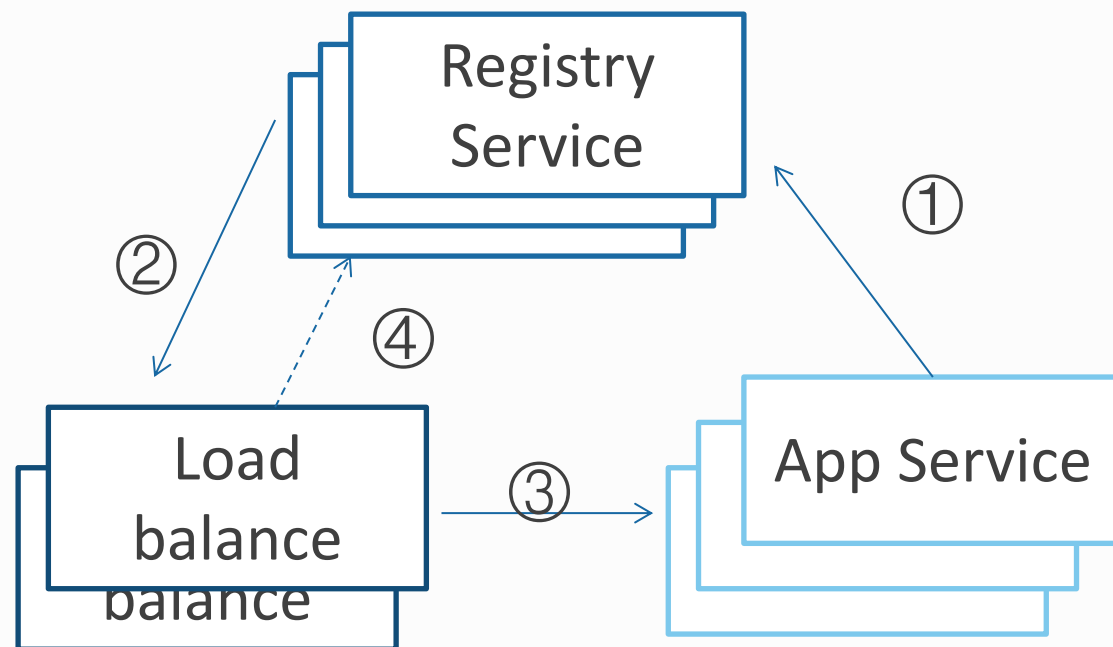 Registry
Service
①
②
④
Load
balance
balance
③
App Service